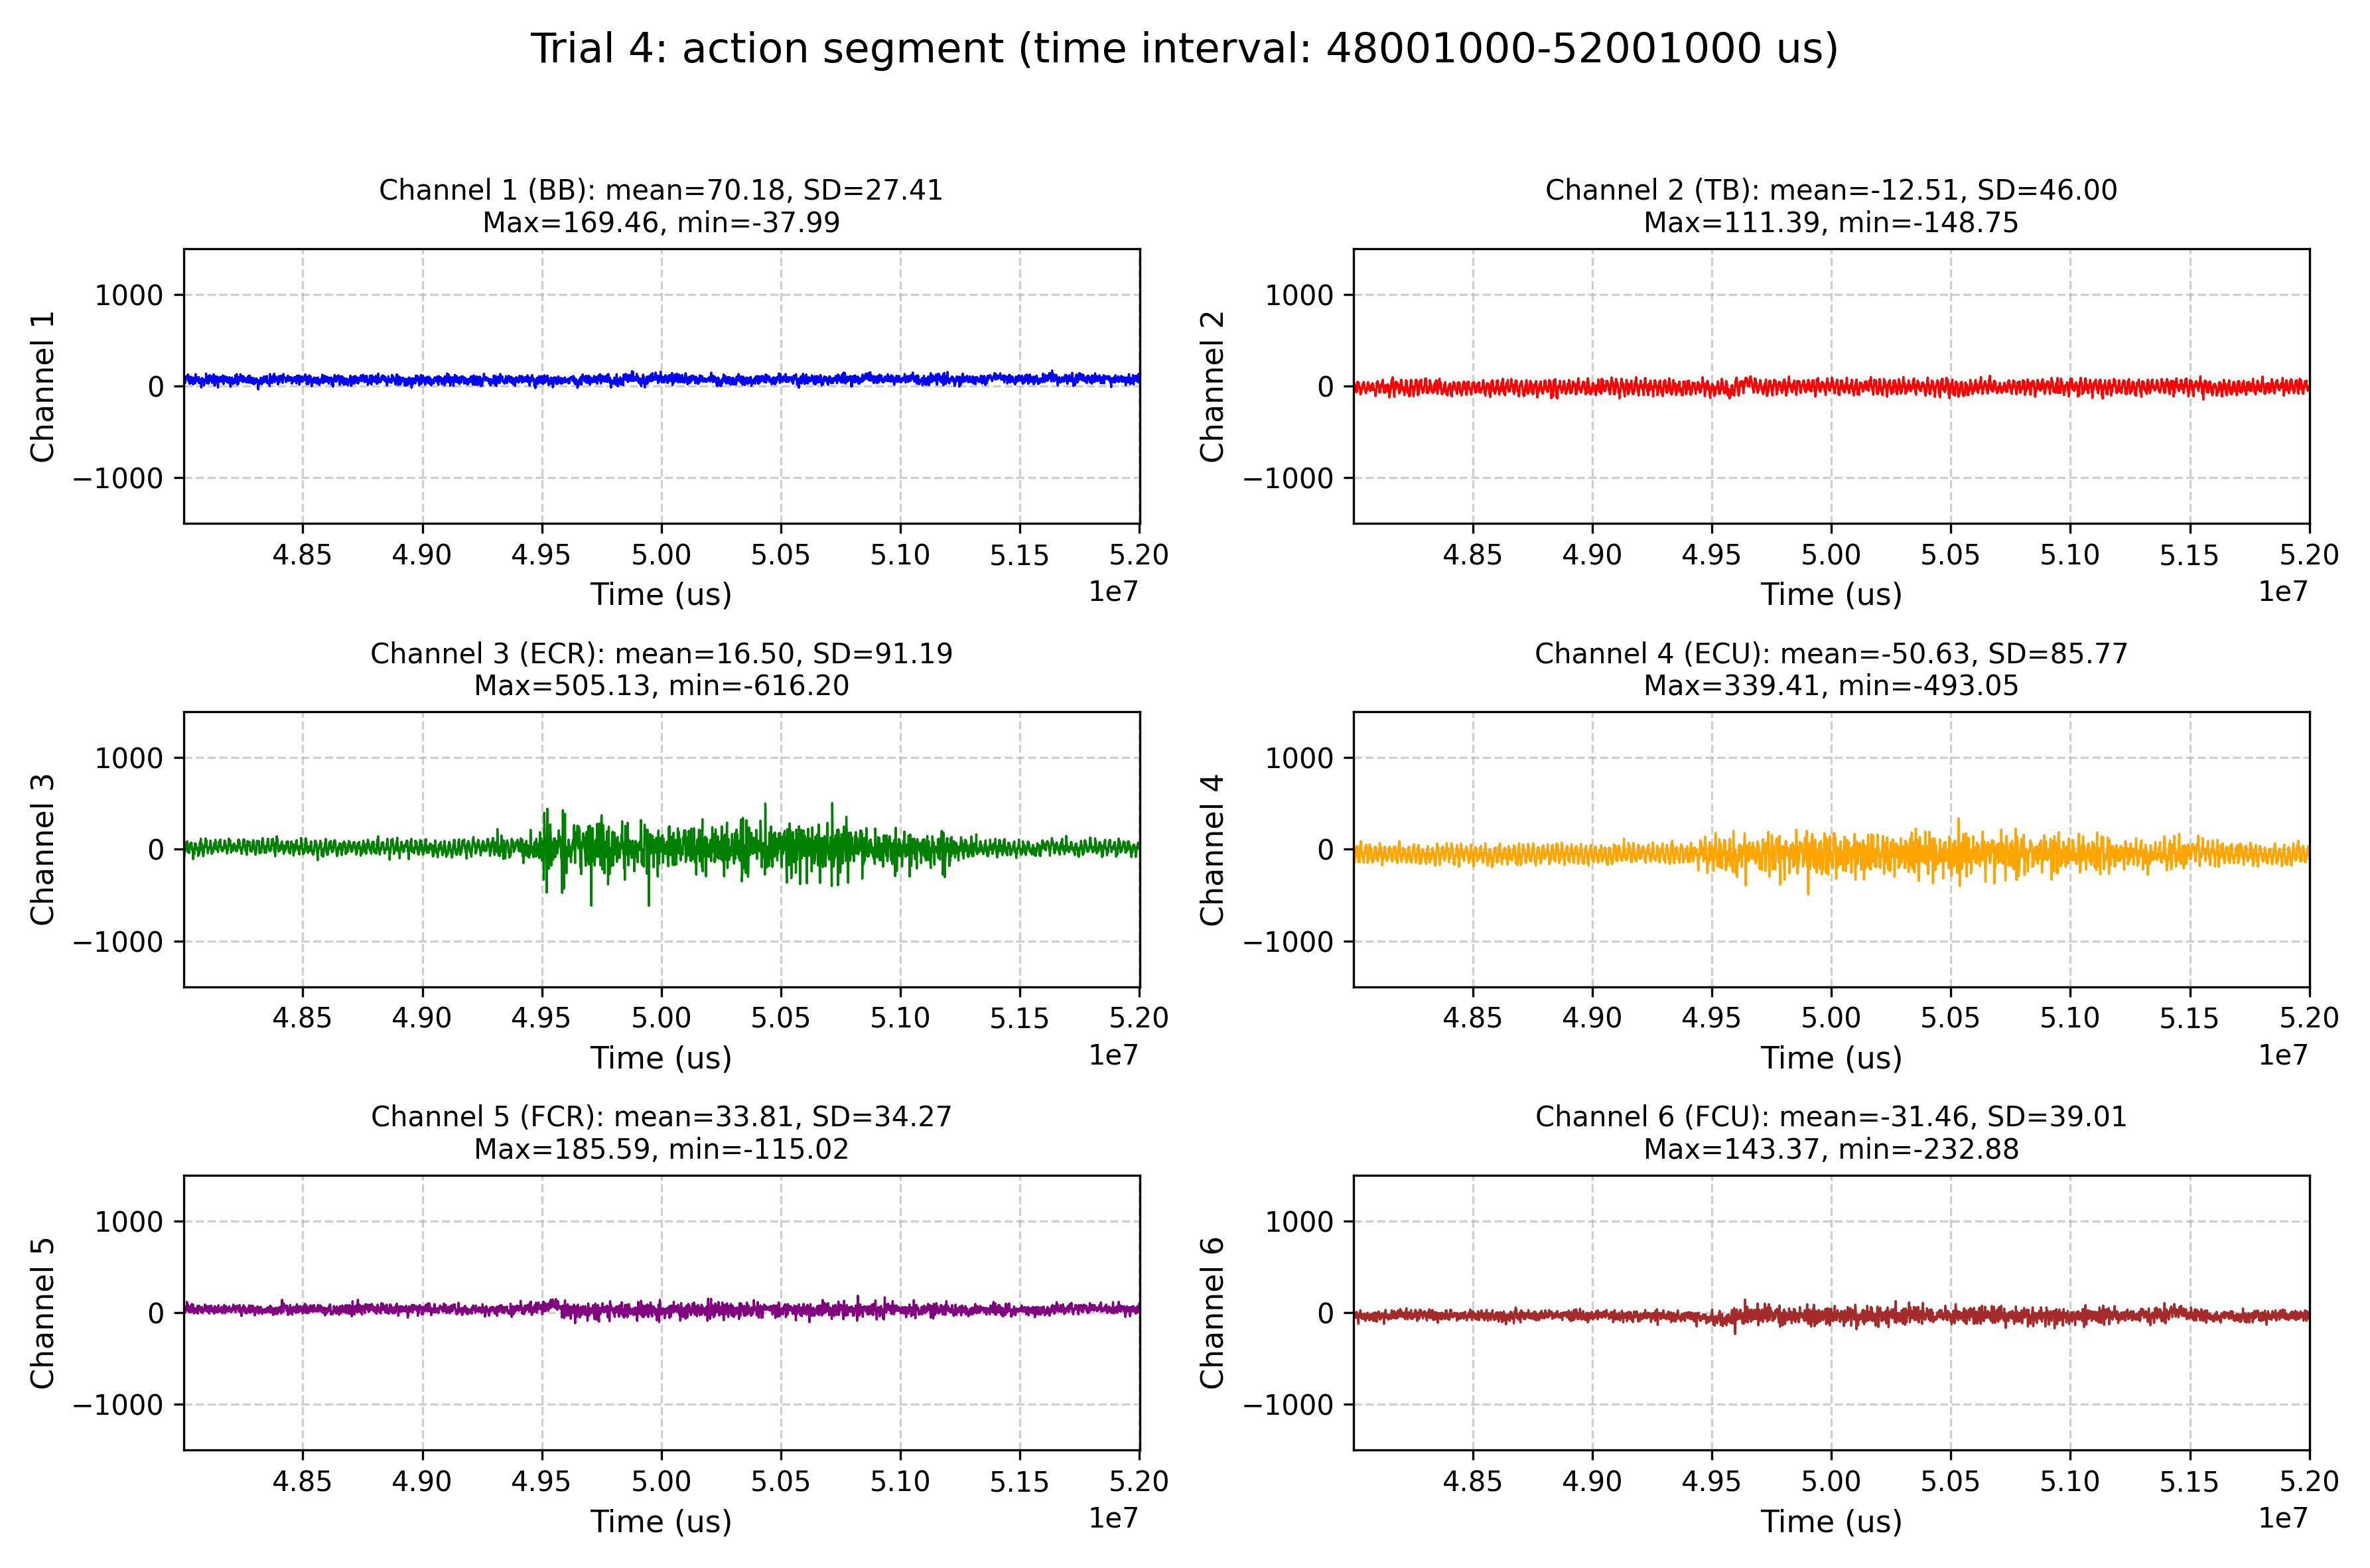 Trial 4: action segment (time interval: 48001000-52001000 us)
Channel 1 (BB): mean=70.18, SD=27.41
Max=169.46, min=-37.99
Channel 1
1000
0
−1000
4.85 4.90 4.95 5.00 5.05 5.10 5.15 5.20
Time (us)
1e7
Channel 2 (TB): mean=-12.51, SD=46.00
Max=111.39, min=-148.75
Channel 2
1000
0
−1000
4.85 4.90 4.95 5.00 5.05 5.10 5.15 5.20
Time (us)
1e7
Channel 3 (ECR): mean=16.50, SD=91.19
Max=505.13, min=-616.20
Channel 3
1000
0
−1000
4.85 4.90 4.95 5.00 5.05 5.10 5.15 5.20
Time (us)
1e7
Channel 4 (ECU): mean=-50.63, SD=85.77
Max=339.41, min=-493.05
Channel 4
1000
0
−1000
4.85 4.90 4.95 5.00 5.05 5.10 5.15 5.20
Time (us)
1e7
Channel 5 (FCR): mean=33.81, SD=34.27
Max=185.59, min=-115.02
Channel 5
1000
0
−1000
4.85 4.90 4.95 5.00 5.05 5.10 5.15 5.20
Time (us)
1e7
Channel 6 (FCU): mean=-31.46, SD=39.01
Max=143.37, min=-232.88
Channel 6
1000
0
−1000
4.85 4.90 4.95 5.00 5.05 5.10 5.15 5.20
Time (us)
1e7